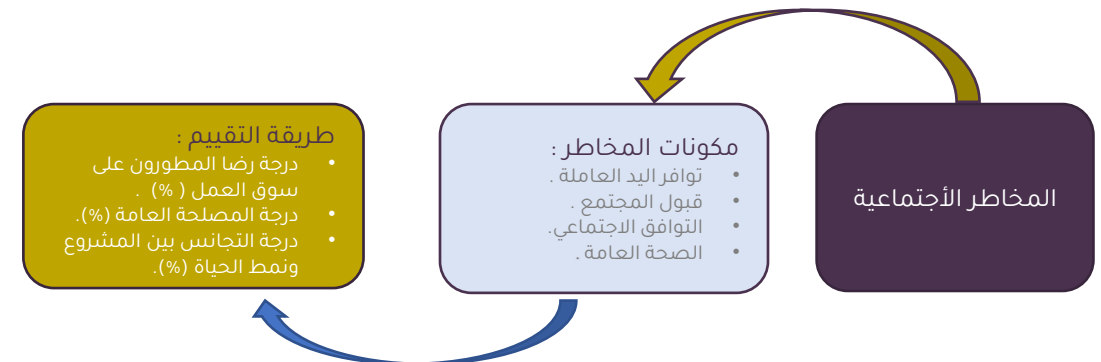 المخاطر الأجتماعية
مكونات المخاطر :
• توافر اليد العاملة .
• قبول المجتمع .
• التوافق الاجتماعي.
• الصحة العامة .
طريقة التقييم :
• درجة رضا المطورون على
سوق العمل ( %) .
• درجة المصلحة العامة (%).
• درجة التجانس بين المشروع
ونمط الحياة (%).